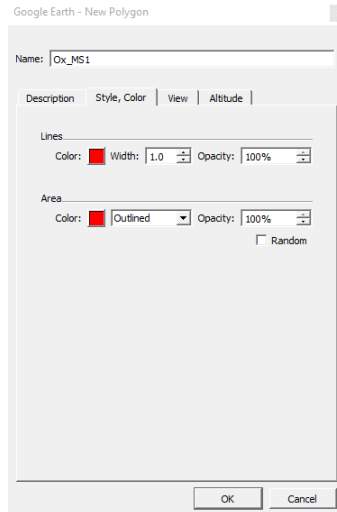 Google Earth - New Polygon
Name: Ox_MS1
Description Style, Color View Altitude
Lines
Color: Width: 1.0 Opacity: 100%
Area
Color: Outlined Opacity: 100%
Random
OK Cancel